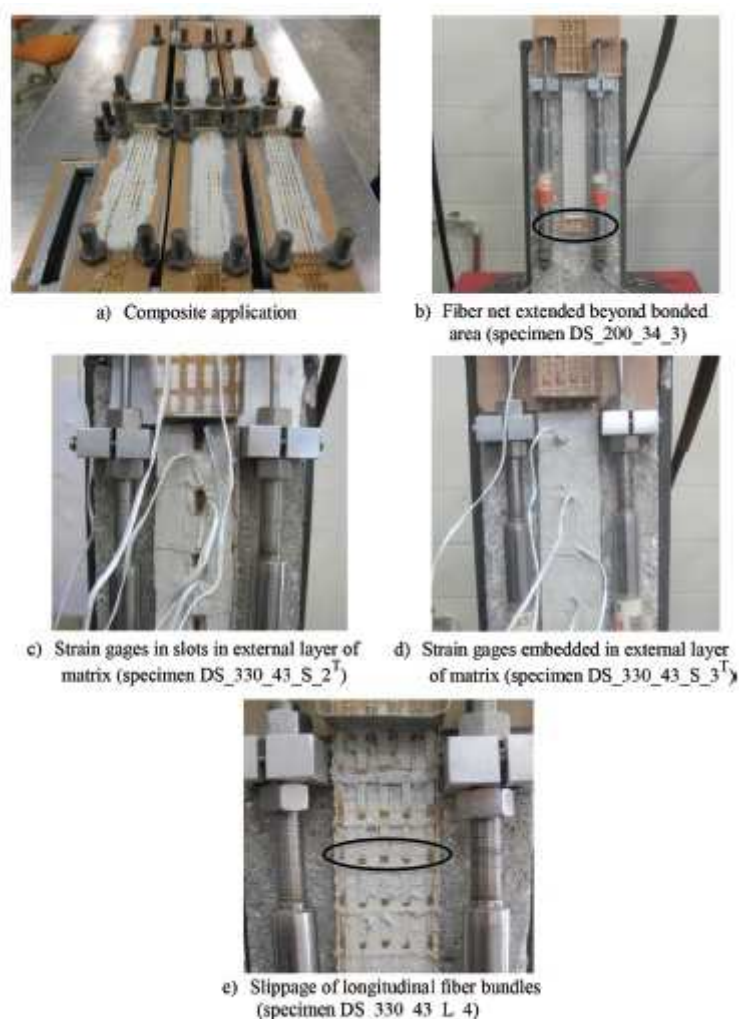 a) Composite application
b) Fiber net extended beyond bonded
area (specimen DS_200_34_3)
c) Strain gages in slots in external layer of
matrix (specimen DS_330_43_S_2ᵀ)
d) Strain gages embedded in external layer
of matrix (specimen DS_330_43_S_3ᵀ)
e) Slippage of longitudinal fiber bundles
(specimen DS_330_43_L_4)